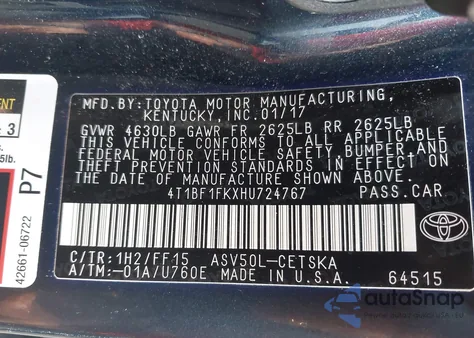 MFD.BY:TOYOTA MOTOR MANUFACTURING,
KENTUCKY, INC.01/17
GVWR 4630LB GAWR FR 2625LB RR 2625LB
THIS VEHICLE CONFORMS TO ALL APPLICABLE
FEDERAL MOTOR VEHICLE SAFETY, BUMPER, AND
THEFT PREVENTION STANDARDS IN EFFECT ON
THE DATE OF MANUFACTURE SHOWN ABOVE.
4T1BF1FKXHU724767 PASS.CAR
C/TR:1H2/FF15 ASV50L-CETSKA
A/TM:-01A/U760E MADE IN U.S.A. 64515
TOYOTA
3
5lb.
P7
42661-06722
autoSnap